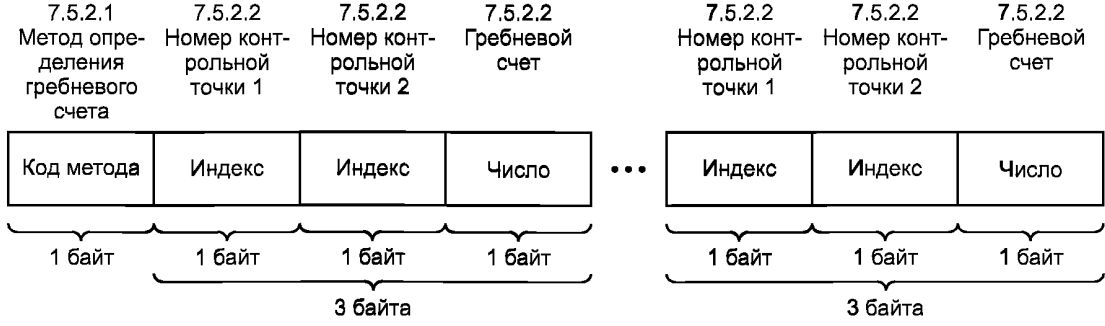 7.5.2.1 7.5.2.2 7.5.2.2 7.5.2.2 7.5.2.2 7.5.2.2 7.5.2.2
Метод опре- Номер конт- Номер конт- Гребневой Номер конт- Номер конт- Гребневой
деления рольной рольной счет рольной рольной счет
гребневого точки 1 точки 2 точки 1 точки 2
счета
Код метода Индекс Индекс Число ••• Индекс Индекс Число
1 байт 1 байт 1 байт 1 байт 1 байт 1 байт 1 байт
3 байта 3 байта